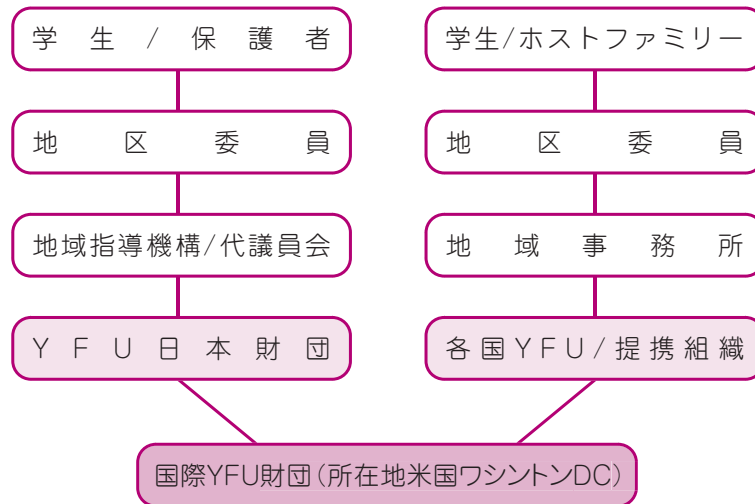 学生/保護者
学生/ホストファミリー
地区委員
地区委員
地域指導機構/代議員会
地域事務所
YFU日本財団
各国YFU/提携組織
国際YFU財団(所在地米国ワシントンDC)